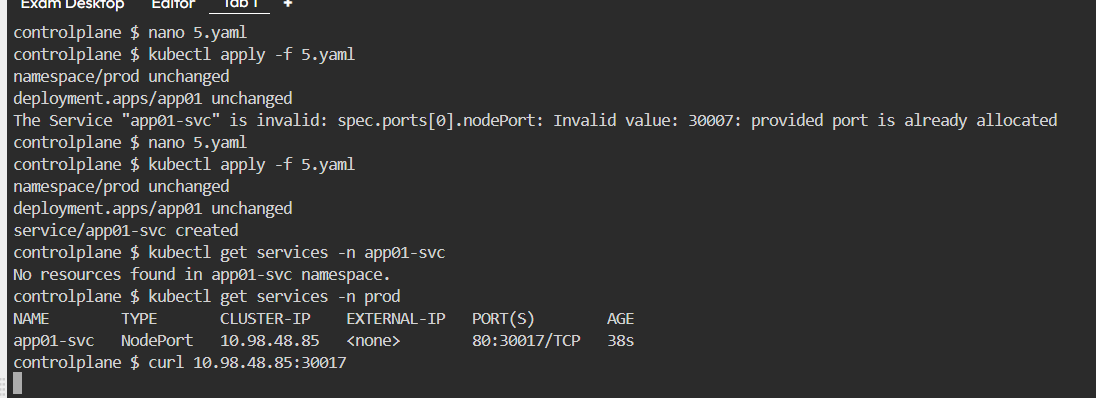 Exam Desktop Editor Tab 1 +
controlplane $ nano 5.yaml
controlplane $ kubectl apply -f 5.yaml
namespace/prod unchanged
deployment.apps/app01 unchanged
The Service "app01-svc" is invalid: spec.ports[0].nodePort: Invalid value: 30007: provided port is already allocated
controlplane $ nano 5.yaml
controlplane $ kubectl apply -f 5.yaml
namespace/prod unchanged
deployment.apps/app01 unchanged
service/app01-svc created
controlplane $ kubectl get services -n app01-svc
No resources found in app01-svc namespace.
controlplane $ kubectl get services -n prod
NAME TYPE CLUSTER-IP EXTERNAL-IP PORT(S) AGE
app01-svc NodePort 10.98.48.85 <none> 80:30017/TCP 38s
controlplane $ curl 10.98.48.85:30017